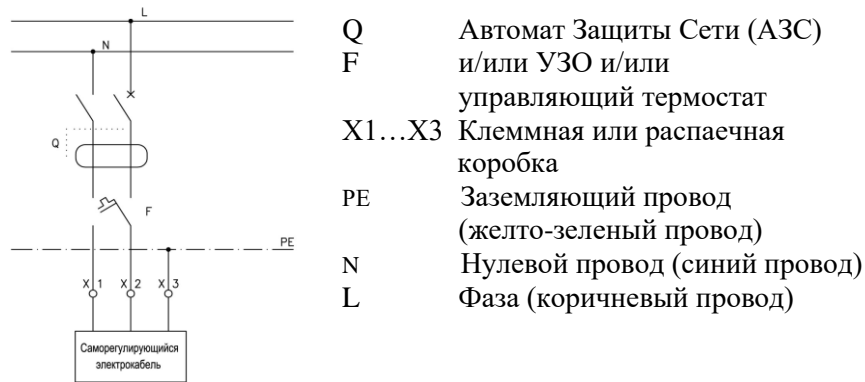 L
N
Q
F
PE
X 1 X 2 X 3
Саморегулирующийся
электрокабель
Q Автомат Защиты Сети (АЗС)
F и/или УЗО и/или
управляющий термостат
X1…X3 Клеммная или распаечная
коробка
PE Заземляющий провод
(желто-зеленый провод)
N Нулевой провод (синий провод)
L Фаза (коричневый провод)